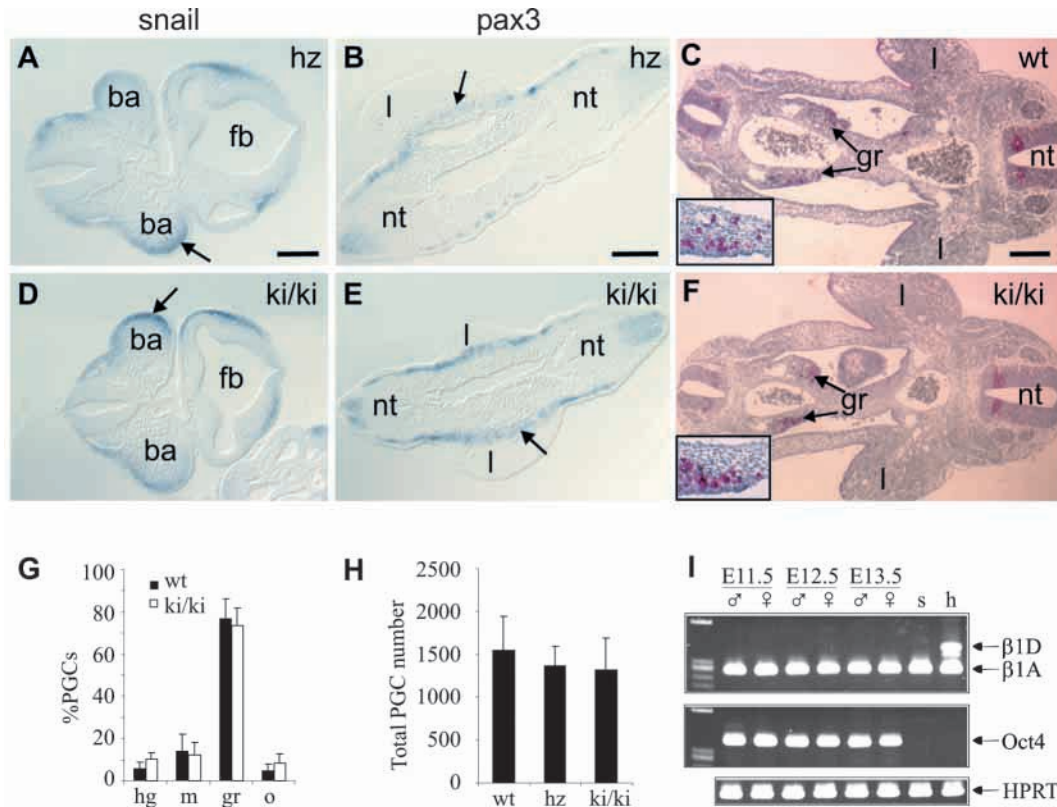 snail
pax3
A
hz
ba
fb
ba
B
hz
l
nt
nt
C
wt
l
gr
nt
l
D
ki/ki
ba
fb
ba
E
ki/ki
l
nt
nt
l
F
ki/ki
l
gr
nt
l
G
100
80
60
40
20
0
%PGCs
wt
ki/ki
hg m gr o
H
2500
2000
1500
1000
500
0
Total PGC number
wt hz ki/ki
I
E11.5 E12.5 E13.5
♂ ♀ ♂ ♀ ♂ ♀ s h
β1D
β1A
Oct4
HPRT